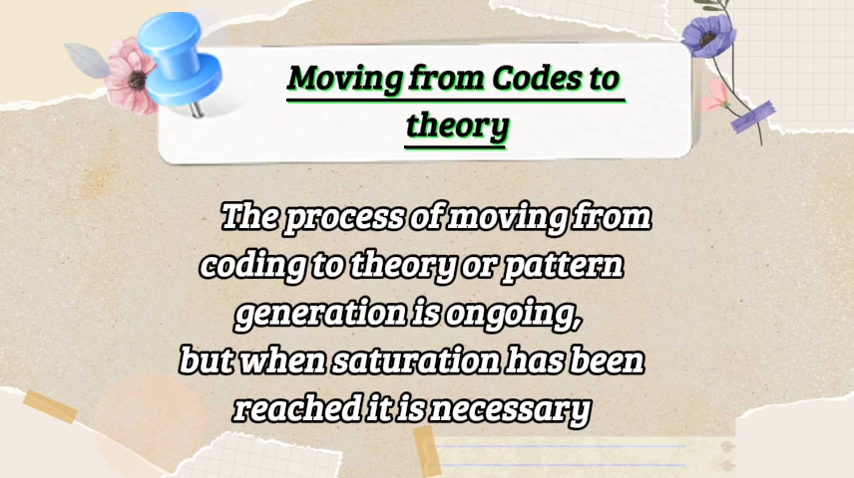 Moving from Codes to
theory
The process of moving from
coding to theory or pattern
generation is ongoing,
but when saturation has been
reached it is necessary